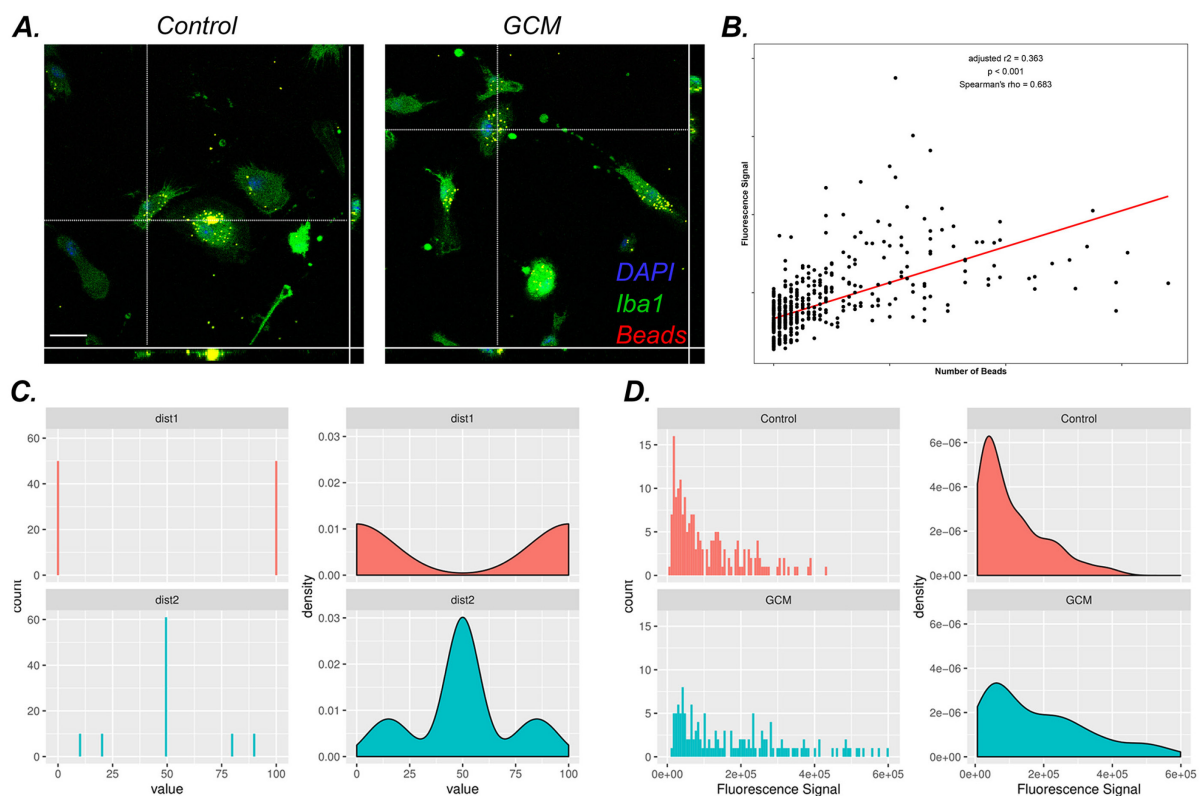 A.
Control
GCM
DAPI
Iba1
Beads
B.
adjusted r2 = 0.363
p < 0.001
Spearman's rho = 0.683
Fluorescence Signal
Number of Beads
C.
dist1
dist1
60
40
20
0
0.03
0.02
0.01
0.00
count
density
dist2
dist2
60
40
20
0
0.03
0.02
0.01
0.00
0
25
50
75
100
0
25
50
75
100
value
value
D.
Control
Control
15
10
5
0
6e−06
4e−06
2e−06
0e+00
count
density
GCM
GCM
15
10
5
0
6e−06
4e−06
2e−06
0e+00
0e+00
2e+05
4e+05
6e+05
0e+00
2e+05
4e+05
6e+05
Fluorescence Signal
Fluorescence Signal